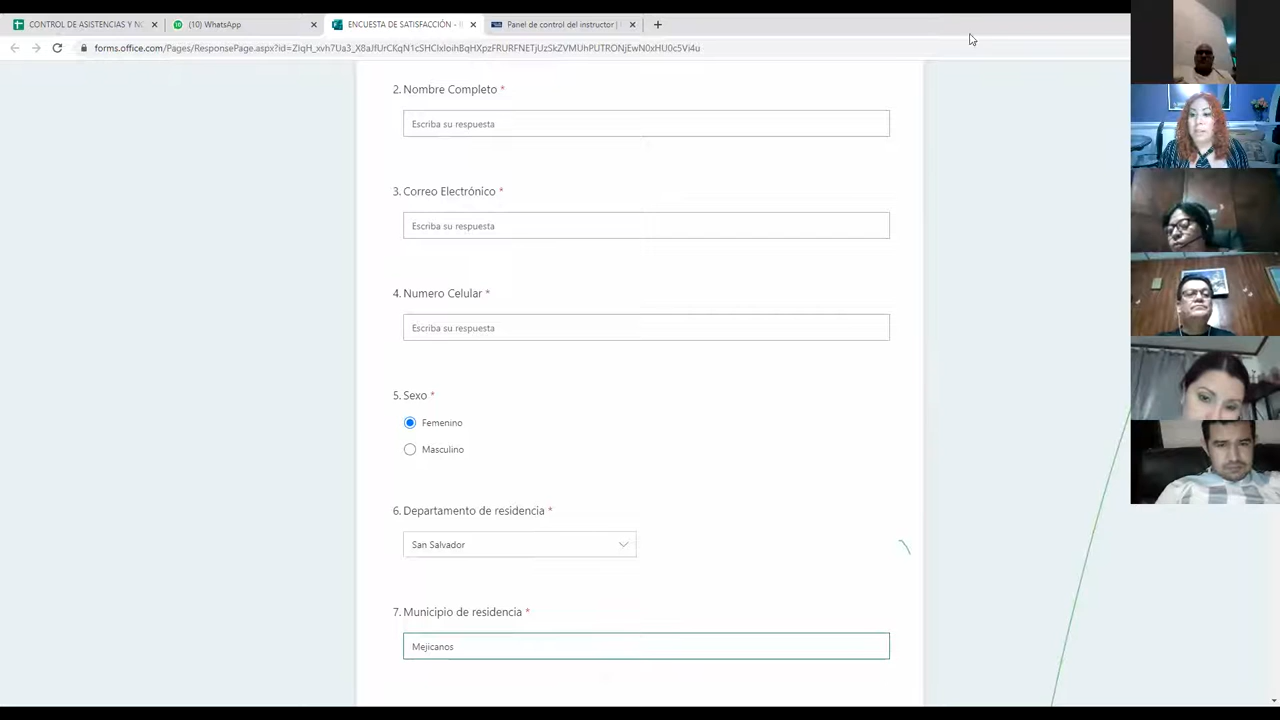 CONTROL DE ASISTENCIAS Y NO
(10) WhatsApp
ENCUESTA DE SATISFACCIÓN - I
Panel de control del instructor |
forms.office.com/Pages/ResponsePage.aspx?id=
2. Nombre Completo *
Escriba su respuesta
3. Correo Electrónico *
Escriba su respuesta
4. Numero Celular *
Escriba su respuesta
5. Sexo *
Femenino
Masculino
6. Departamento de residencia *
San Salvador
7. Municipio de residencia *
Mejicanos